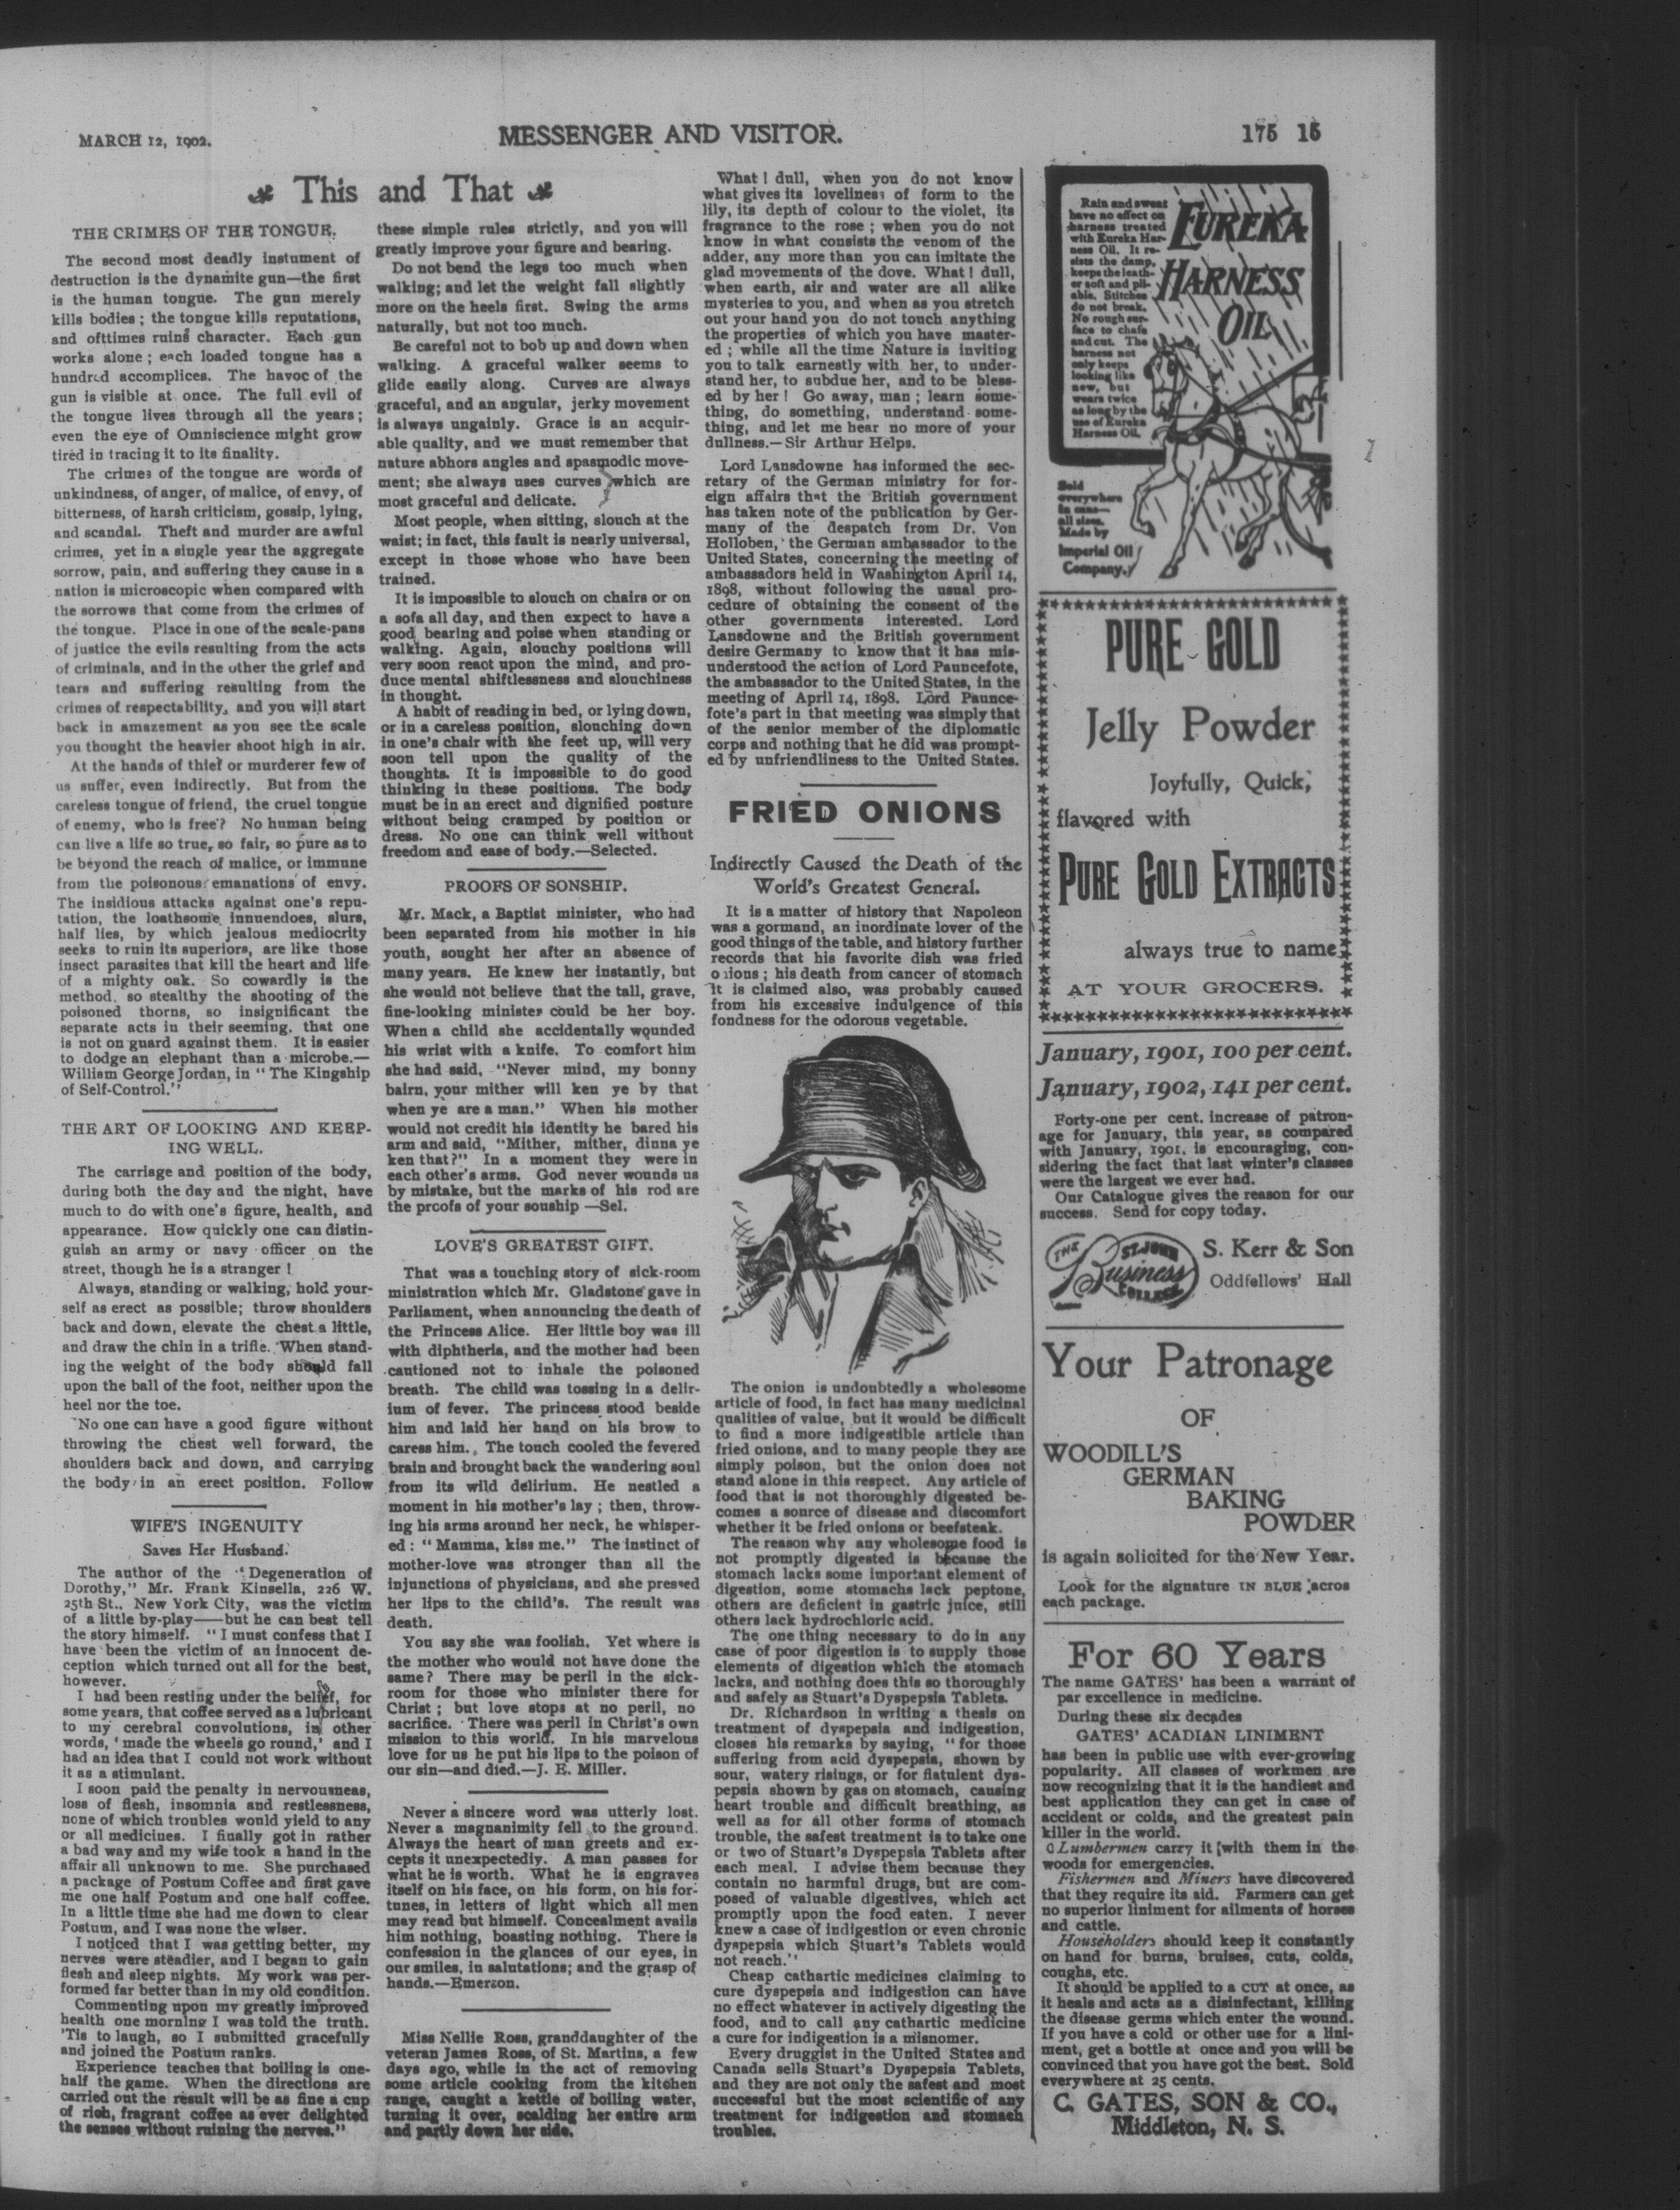 MARCH 12, 1902.
MESSENGER AND VISITOR.
175 15
This and That
THE CRIMES OF THE TONGUE.
The second most deadly instument of
destruction is the dynamite gun—the first
is the human tongue. The gun merely
kills bodies; the tongue kills reputations,
and ofttimes ruins character. Each gun
works alone; each loaded tongue has a
hundred accomplices. The havoc of the
gun is visible at once. The full evil of
the tongue lives through all the years;
even the eye of Omniscience might grow
tired in tracing it to its finality.
The crimes of the tongue are words of
unkindness, of anger, of malice, of envy, of
bitterness, of harsh criticism, gossip, lying,
and scandal. Theft and murder are awful
crimes, yet in a single year the aggregate
sorrow, pain, and suffering they cause in a
nation is microscopic when compared with
the sorrows that come from the crimes of
the tongue. Place in one of the scale-pans
of justice the evils resulting from the acts
of criminals, and in the other the grief and
tears and suffering resulting from the
crimes of respectability, and you will start
back in amazement as you see the scale
you thought the heavier shoot high in air.
At the hands of thief or murderer few of
us suffer, even indirectly. But from the
careless tongue of friend, the cruel tongue
of enemy, who is free? No human being
can live a life so true, so fair, so pure as to
be beyond the reach of malice, or immune
from the poisonous emanations of envy.
The insidious attacks against one's repu-
tation, the loathsome innuendoes, slurs,
half lies, by which jealous mediocrity
seeks to ruin its superiors, are like those
insect parasites that kill the heart and life
of a mighty oak. So cowardly is the
method, so stealthy the shooting of the
poisoned thorns, so insignificant the
separate acts in their seeming, that one
is not on guard against them. It is easier
to dodge an elephant than a microbe.—
William George Jordan, in "The Kingship
of Self-Control."
THE ART OF LOOKING AND KEEP-
ING WELL.
The carriage and position of the body,
during both the day and the night, have
much to do with one's figure, health, and
appearance. How quickly one can distin-
guish an army or navy officer on the
street, though he is a stranger!
Always, standing or walking, hold your-
self as erect as possible; throw shoulders
back and down, elevate the chest a little,
and draw the chin in a trifle. When stand-
ing the weight of the body should fall
upon the ball of the foot, neither upon the
heel nor the toe.
No one can have a good figure without
throwing the chest well forward, the
shoulders back and down, and carrying
the body in an erect position. Follow
WIFE'S INGENUITY
Saves Her Husband.
The author of the "Degeneration of
Dorothy," Mr. Frank Kinsella, 226 W.
25th St., New York City, was the victim
of a little by-play——but he can best tell
the story himself. "I must confess that I
have been the victim of an innocent de-
ception which turned out all for the best,
however.
I had been resting under the belief, for
some years, that coffee served as a lubricant
to my cerebral convolutions, in other
words, 'made the wheels go round,' and I
had an idea that I could not work without
it as a stimulant.
I soon paid the penalty in nervousness,
loss of flesh, insomnia and restlessness,
none of which troubles would yield to any
or all medicines. I finally got in rather
a bad way and my wife took a hand in the
affair all unknown to me. She purchased
a package of Postum Coffee and first gave
me one half Postum and one half coffee.
In a little time she had me down to clear
Postum, and I was none the wiser.
I noticed that I was getting better, my
nerves were steadier, and I began to gain
flesh and sleep nights. My work was per-
formed far better than in my old condition.
Commenting upon my greatly improved
health one morning I was told the truth.
'Tis to laugh, so I submitted gracefully
and joined the Postum ranks.
Experience teaches that boiling is one-
half the game. When the directions are
carried out the result will be as fine a cup
of rich, fragrant coffee as ever delighted
the senses without ruining the nerves."
these simple rules strictly, and you will
greatly improve your figure and bearing.
Do not bend the legs too much when
walking; and let the weight fall slightly
more on the heels first. Swing the arms
naturally, but not too much.
Be careful not to bob up and down when
walking. A graceful walker seems to
glide easily along. Curves are always
graceful, and an angular, jerky movement
is always ungainly. Grace is an acquir-
able quality, and we must remember that
nature abhors angles and spasmodic move-
ment; she always uses curves which are
most graceful and delicate.
Most people, when sitting, slouch at the
waist; in fact, this fault is nearly universal,
except in those whose who have been
trained.
It is impossible to slouch on chairs or on
a sofa all day, and then expect to have a
good bearing and poise when standing or
walking. Again, slouchy positions will
very soon react upon the mind, and pro-
duce mental shiftlessness and slouchiness
in thought.
A habit of reading in bed, or lying down,
or in a careless position, slouching down
in one's chair with the feet up, will very
soon tell upon the quality of the
thoughts. It is impossible to do good
thinking in these positions. The body
must be in an erect and dignified posture
without being cramped by position or
dress. No one can think well without
freedom and ease of body.—Selected.
PROOFS OF SONSHIP.
Mr. Mack, a Baptist minister, who had
been separated from his mother in his
youth, sought her after an absence of
many years. He knew her instantly, but
she would not believe that the tall, grave,
fine-looking minister could be her boy.
When a child she accidentally wounded
his wrist with a knife. To comfort him
she had said, "Never mind, my bonny
bairn, your mither will ken ye by that
when ye are a man." When his mother
would not credit his identity he bared his
arm and said, "Mither, mither, dinna ye
ken that?" In a moment they were in
each other's arms. God never wounds us
by mistake, but the marks of his rod are
the proofs of your sonship —Sel.
LOVE'S GREATEST GIFT.
That was a touching story of sick-room
ministration which Mr. Gladstone gave in
Parliament, when announcing the death of
the Princess Alice. Her little boy was ill
with diphtheria, and the mother had been
cautioned not to inhale the poisoned
breath. The child was tossing in a delir-
ium of fever. The princess stood beside
him and laid her hand on his brow to
caress him. The touch cooled the fevered
brain and brought back the wandering soul
from its wild delirium. He nestled a
moment in his mother's lay; then, throw-
ing his arms around her neck, he whisper-
ed: "Mamma, kiss me." The instinct of
mother-love was stronger than all the
injunctions of physicians, and she pressed
her lips to the child's. The result was
death.
You say she was foolish. Yet where is
the mother who would not have done the
same? There may be peril in the sick-
room for those who minister there for
Christ; but love stops at no peril, no
sacrifice. There was peril in Christ's own
mission to this world. In his marvelous
love for us he put his lips to the poison of
our sin—and died.—J. E. Miller.
Never a sincere word was utterly lost.
Never a magnanimity fell to the ground.
Always the heart of man greets and ex-
cepts it unexpectedly. A man passes for
what he is worth. What he is engraves
itself on his face, on his form, on his for-
tunes, in letters of light which all men
may read but himself. Concealment avails
him nothing, boasting nothing. There is
confession in the glances of our eyes, in
our smiles, in salutations; and the grasp of
hands.—Emerson.
Miss Nellie Ross, granddaughter of the
veteran James Ross, of St. Martins, a few
days ago, while in the act of removing
some article cooking from the kitchen
range, caught a kettle of boiling water,
turning it over, scalding her entire arm
and partly down her side.
What! dull, when you do not know
what gives its loveliness of form to the
lily, its depth of colour to the violet, its
fragrance to the rose; when you do not
know in what consists the venom of the
adder, any more than you can imitate the
glad movements of the dove. What! dull,
when earth, air and water are all alike
mysteries to you, and when as you stretch
out your hand you do not touch anything
the properties of which you have master-
ed; while all the time Nature is inviting
you to talk earnestly with her, to under-
stand her, to subdue her, and to be bless-
ed by her! Go away, man; learn some-
thing, do something, understand some-
thing, and let me hear no more of your
dullness.—Sir Arthur Helps.
Lord Lansdowne has informed the sec-
retary of the German ministry for for-
eign affairs that the British government
has taken note of the publication by Ger-
many of the despatch from Dr. Von
Holloben, the German ambassador to the
United States, concerning the meeting of
ambassadors held in Washington April 14,
1898, without following the usual pro-
cedure of obtaining the consent of the
other governments interested. Lord
Lansdowne and the British government
desire Germany to know that it has mis-
understood the action of Lord Pauncefote,
the ambassador to the United States, in the
meeting of April 14, 1898. Lord Paunce-
fote's part in that meeting was simply that
of the senior member of the diplomatic
corps and nothing that he did was prompt-
ed by unfriendliness to the United States.
FRIED ONIONS
Indirectly Caused the Death of the
World's Greatest General.
It is a matter of history that Napoleon
was a gormand, an inordinate lover of the
good things of the table, and history further
records that his favorite dish was fried
onions; his death from cancer of stomach
it is claimed also, was probably caused
from his excessive indulgence of this
fondness for the odorous vegetable.
The onion is undoubtedly a wholesome
article of food, in fact has many medicinal
qualities of value, but it would be difficult
to find a more indigestible article than
fried onions, and to many people they are
simply poison, but the onion does not
stand alone in this respect. Any article of
food that is not thoroughly digested be-
comes a source of disease and discomfort
whether it be fried onions or beefsteak.
The reason why any wholesome food is
not promptly digested is because the
stomach lacks some important element of
digestion, some stomachs lack peptone,
others are deficient in gastric juice, still
others lack hydrochloric acid.
The one thing necessary to do in any
case of poor digestion is to supply those
elements of digestion which the stomach
lacks, and nothing does this so thoroughly
and safely as Stuart's Dyspepsia Tablets.
Dr. Richardson in writing a thesis on
treatment of dyspepsia and indigestion,
closes his remarks by saying, "for those
suffering from acid dyspepsia, shown by
sour, watery risings, or for flatulent dys-
pepsia shown by gas on stomach, causing
heart trouble and difficult breathing, as
well as for all other forms of stomach
trouble, the safest treatment is to take one
or two of Stuart's Dyspepsia Tablets after
each meal. I advise them because they
contain no harmful drugs, but are com-
posed of valuable digestives, which act
promptly upon the food eaten. I never
knew a case of indigestion or even chronic
dyspepsia which Stuart's Tablets would
not reach."
Cheap cathartic medicines claiming to
cure dyspepsia and indigestion can have
no effect whatever in actively digesting the
food, and to call any cathartic medicine
a cure for indigestion is a misnomer.
Every druggist in the United States and
Canada sells Stuart's Dyspepsia Tablets,
and they are not only the safest and most
successful but the most scientific of any
treatment for indigestion and stomach
troubles.
Rain and sweat
have no effect on
harness treated
with Eureka Har-
ness Oil. It re-
sists the damp,
keeps the leath-
er soft and pli-
able. Stitches
do not break.
No rough sur-
face to chafe
and cut. The
harness not
only keeps
looking like
new, but
wears twice
as long by the
use of Eureka
Harness Oil.
EUREKA
HARNESS
OIL
Sold
everywhere
in cans—
all sizes.
Made by
Imperial Oil
Company.
PURE GOLD
Jelly Powder
Joyfully, Quick,
flavored with
PURE GOLD EXTRACTS
always true to name.
AT YOUR GROCERS.
January, 1901, 100 per cent.
January, 1902, 141 per cent.
Forty-one per cent. increase of patron-
age for January, this year, as compared
with January, 1901, is encouraging, con-
sidering the fact that last winter's classes
were the largest we ever had.
Our Catalogue gives the reason for our
success. Send for copy today.
THE
ST. JOHN
Business
COLLEGE
S. Kerr & Son
Oddfellows' Hall
Your Patronage
OF
WOODILL'S
GERMAN
BAKING
POWDER
is again solicited for the New Year.
Look for the signature IN BLUE acros
each package.
For 60 Years
The name GATES' has been a warrant of
par excellence in medicine.
During these six decades
GATES' ACADIAN LINIMENT
has been in public use with ever-growing
popularity. All classes of workmen are
now recognizing that it is the handiest and
best application they can get in case of
accident or colds, and the greatest pain
killer in the world.
Lumbermen carry it with them in the
woods for emergencies.
Fishermen and Miners have discovered
that they require its aid. Farmers can get
no superior liniment for ailments of horses
and cattle.
Householders should keep it constantly
on hand for burns, bruises, cuts, colds,
coughs, etc.
It should be applied to a CUT at once, as
it heals and acts as a disinfectant, killing
the disease germs which enter the wound.
If you have a cold or other use for a lini-
ment, get a bottle at once and you will be
convinced that you have got the best. Sold
everywhere at 25 cents.
C. GATES, SON & CO.,
Middleton, N. S.